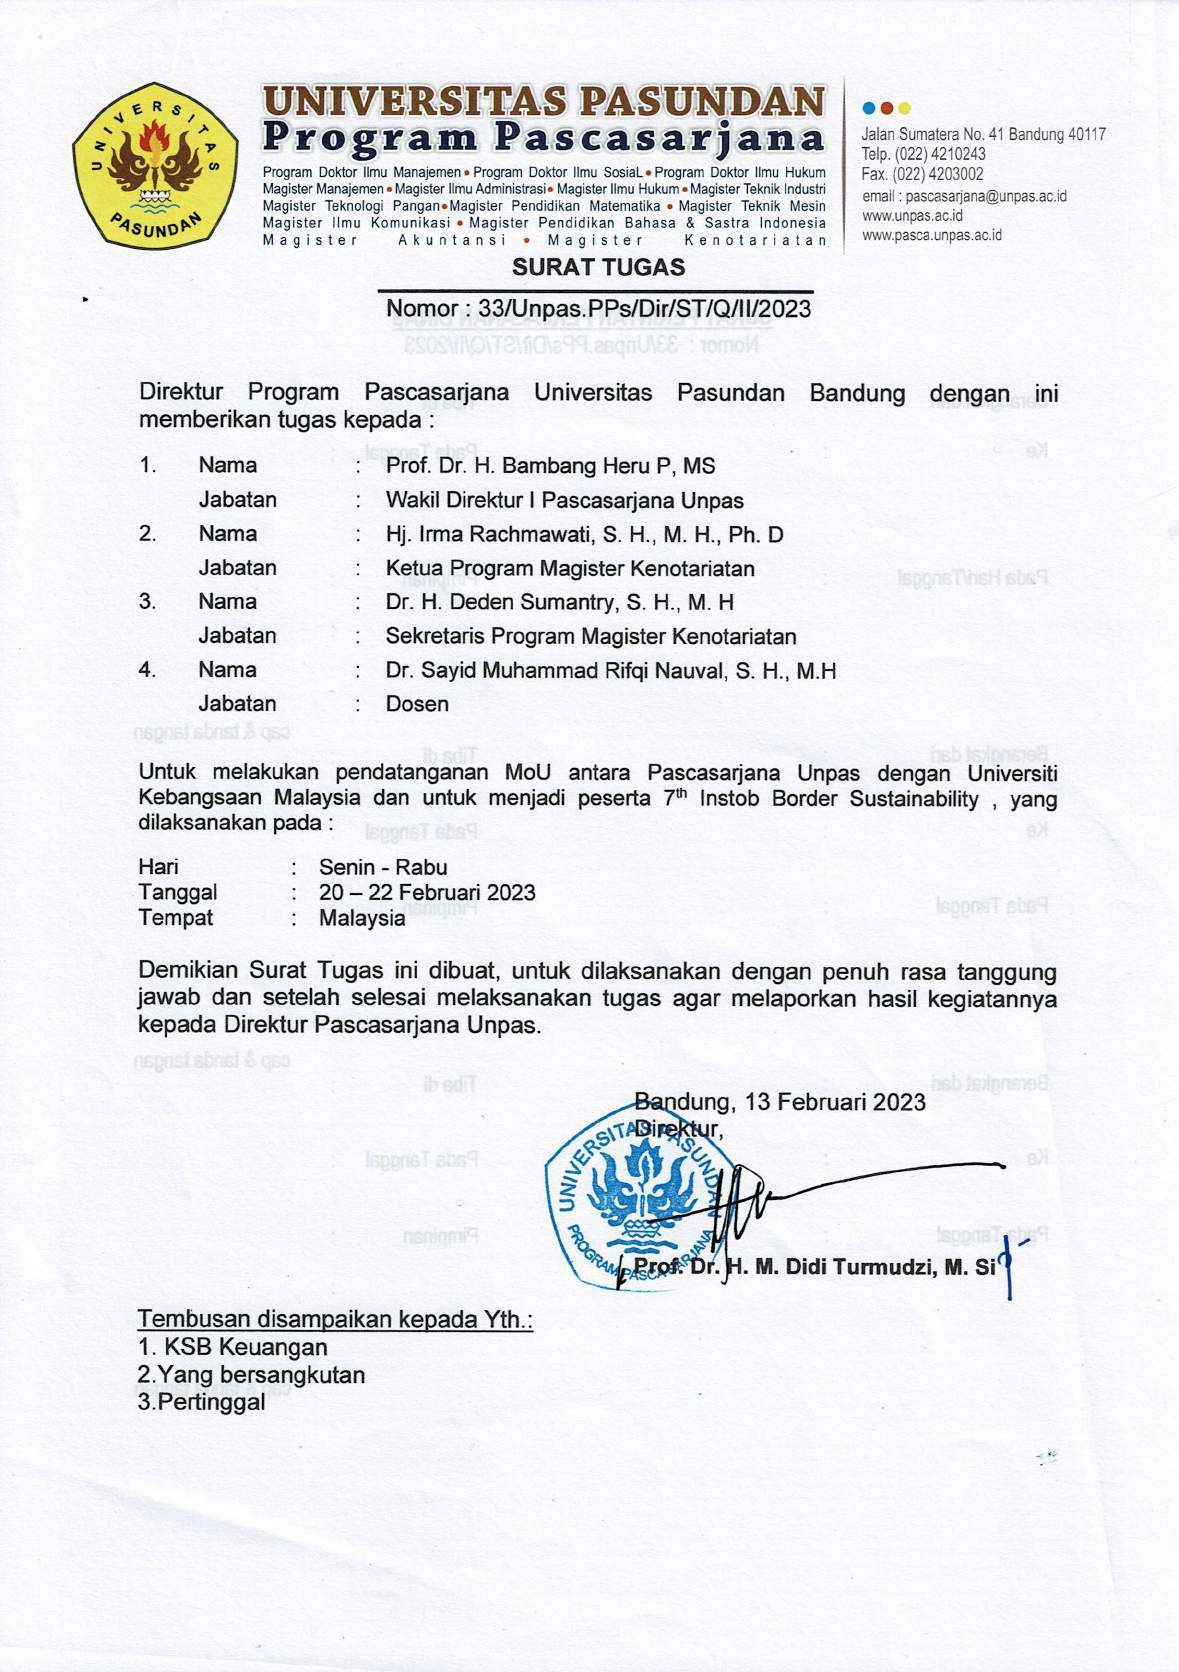 UNIVERSITAS PASUNDAN
UNIVERSITAS PASUNDAN
Program Pascasarjana
Program Doktor Ilmu Manajemen • Program Doktor Ilmu SosiaL • Program Doktor Ilmu Hukum
Magister Manajemen • Magister Ilmu Administrasi • Magister Ilmu Hukum • Magister Teknik Industri
Magister Teknologi Pangan • Magister Pendidikan Matematika • Magister Teknik Mesin
Magister Ilmu Komunikasi • Magister Pendidikan Bahasa & Sastra Indonesia
Magister Akuntansi • Magister Kenotariatan
Jalan Sumatera No. 41 Bandung 40117
Telp. (022) 4210243
Fax. (022) 4203002
email : pascasarjana@unpas.ac.id
www.unpas.ac.id
www.pasca.unpas.ac.id
SURAT TUGAS
Nomor : 33/Unpas.PPs/Dir/ST/Q/II/2023
Direktur Program Pascasarjana Universitas Pasundan Bandung dengan ini
memberikan tugas kepada :
1. Nama : Prof. Dr. H. Bambang Heru P, MS
Jabatan : Wakil Direktur I Pascasarjana Unpas
2. Nama : Hj. Irma Rachmawati, S. H., M. H., Ph. D
Jabatan : Ketua Program Magister Kenotariatan
3. Nama : Dr. H. Deden Sumantry, S. H., M. H
Jabatan : Sekretaris Program Magister Kenotariatan
4. Nama : Dr. Sayid Muhammad Rifqi Nauval, S. H., M.H
Jabatan : Dosen
Untuk melakukan pendatanganan MoU antara Pascasarjana Unpas dengan Universiti
Kebangsaan Malaysia dan untuk menjadi peserta 7th Instob Border Sustainability , yang
dilaksanakan pada :
Hari : Senin - Rabu
Tanggal : 20 – 22 Februari 2023
Tempat : Malaysia
Demikian Surat Tugas ini dibuat, untuk dilaksanakan dengan penuh rasa tanggung
jawab dan setelah selesai melaksanakan tugas agar melaporkan hasil kegiatannya
kepada Direktur Pascasarjana Unpas.
Bandung, 13 Februari 2023
Direktur,
UNIVERSITAS PASUNDAN
PROGRAM PASCA SARJANA
Prof. Dr. H. M. Didi Turmudzi, M. Si
Tembusan disampaikan kepada Yth.:
1. KSB Keuangan
2.Yang bersangkutan
3.Pertinggal